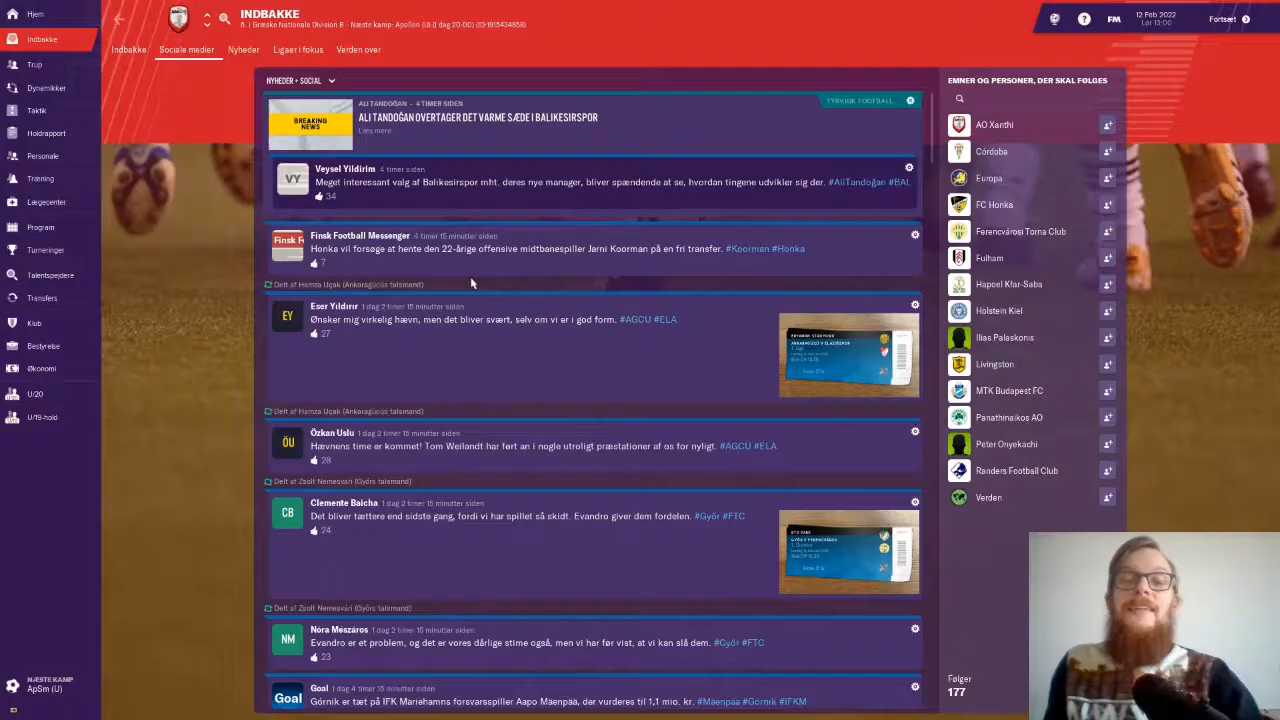 Hjem
Indbakke
Trup
Dynamikker
Taktik
Holdrapport
Personale
Træning
Lægecenter
Program
Turneringer
Talentspejdere
Transfers
Klub
Bestyrelse
Økonomi
U/20
U/19-hold
NÆSTE KAMP
ApSm (U)
INDBAKKE
6. i Græske Nationale Division B - Næste kamp: Apollon (U) (I dag 20:00) (ID:1915434858)
FM
12 Feb 2022
Lør 13:00
Fortsæt
Indbakke
Sociale medier
Nyheder
Ligaer i fokus
Verden over
NYHEDER + SOCIAL
BREAKING NEWS
ALI TANDOĞAN - 4 TIMER SIDEN
TYRKISK FOOTBALL
ALI TANDOĞAN OVERTAGER DET VARME SÆDE I BALIKESIRSPOR
Læs mere
VY
Veysel Yildirim 4 timer siden
Meget interessant valg af Balikesirspor mht. deres nye manager, bliver spændende at se, hvordan tingene udvikler sig der. #AliTandoğan #BAL
34
Finsk F
Finsk Football Messenger 4 timer 15 minutter siden
Honka vil forsøge at hente den 22-årige offensive midtbanespiller Jarni Koorman på en fri transfer. #Koorman #Honka
7
Delt af Hamza Uçak (Ankaragücüs talsmand)
EY
Eser Yıldırır 1 dag 2 timer 15 minutter siden
Ønsker mig virkelig hævn, men det bliver svært, selv om vi er i god form. #AGCU #ELA
27
Delt af Hamza Uçak (Ankaragücüs talsmand)
ÖU
Özkan Uslu 1 dag 2 timer 15 minutter siden
Hævnens time er kommet! Tom Weilandt har ført an i nogle utroligt præstationer af os for nyligt. #AGCU #ELA
28
Delt af Zsolt Nemesvári (Győrs talsmand)
CB
Clemente Baicha 1 dag 2 timer 15 minutter siden
Det bliver tættere end sidste gang, fordi vi har spillet så skidt. Evandro giver dem fordelen. #Győr #FTC
24
Delt af Zsolt Nemesvári (Győrs talsmand)
NM
Nóra Mészáros 1 dag 2 timer 15 minutter siden
Evandro er et problem, og det er vores dårlige stime også, men vi har før vist, at vi kan slå dem. #Győr #FTC
23
Goal
Goal 1 dag 4 timer 15 minutter siden
Górnik er tæt på IFK Mariehamns forsvarsspiller Aapo Mäenpää, der vurderes til 1,1 mio. kr. #Mäenpää #Górnik #IFKM
EMNER OG PERSONER, DER SKAL FØLGES
AO Xanthi
Córdoba
Europa
FC Honka
Ferencvárosi Torna Club
Fulham
Hapoel Kfar-Saba
Holstein Kiel
Ilias Palaskonis
Livingston
MTK Budapest FC
Panathinaikos AO
Peter Onyekachi
Randers Football Club
Verden
Følger
177